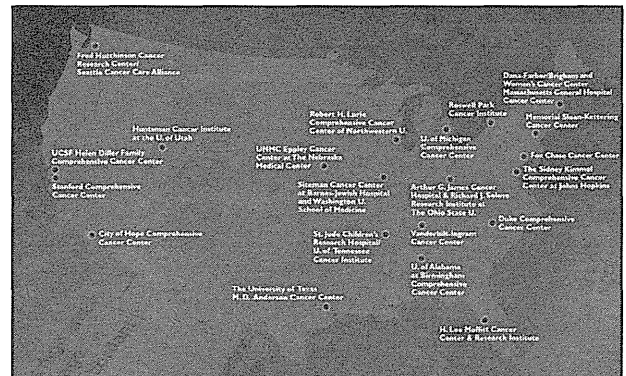 Fred Hutchinson Cancer
Research Center/
Seattle Cancer Care Alliance
Dana-Farber/Brigham and
Women's Cancer Center
Massachusetts General Hospital
Cancer Center
Roswell Park
Cancer Institute
Memorial Sloan-Kettering
Cancer Center
Robert H. Lurie
Comprehensive Cancer
Center of Northwestern U.
Huntsman Cancer Institute
at the U. of Utah
U. of Michigan
Comprehensive
Cancer Center
UCSF Helen Diller Family
Comprehensive Cancer Center
UNMC Eppley Cancer
Center at The Nebraska
Medical Center
Fox Chase Cancer Center
The Sidney Kimmel
Comprehensive Cancer
Center at Johns Hopkins
Stanford Comprehensive
Cancer Center
Siteman Cancer Center
at Barnes-Jewish Hospital
and Washington U.
School of Medicine
Arthur G. James Cancer
Hospital & Richard J. Solove
Research Institute at
The Ohio State U.
Duke Comprehensive
Cancer Center
City of Hope Comprehensive
Cancer Center
St. Jude Children's
Research Hospital/
U. of Tennessee
Cancer Institute
Vanderbilt-Ingram
Cancer Center
U. of Alabama
at Birmingham
Comprehensive
Cancer Center
The University of Texas
M.D. Anderson Cancer Center
H. Lee Moffitt Cancer
Center & Research Institute